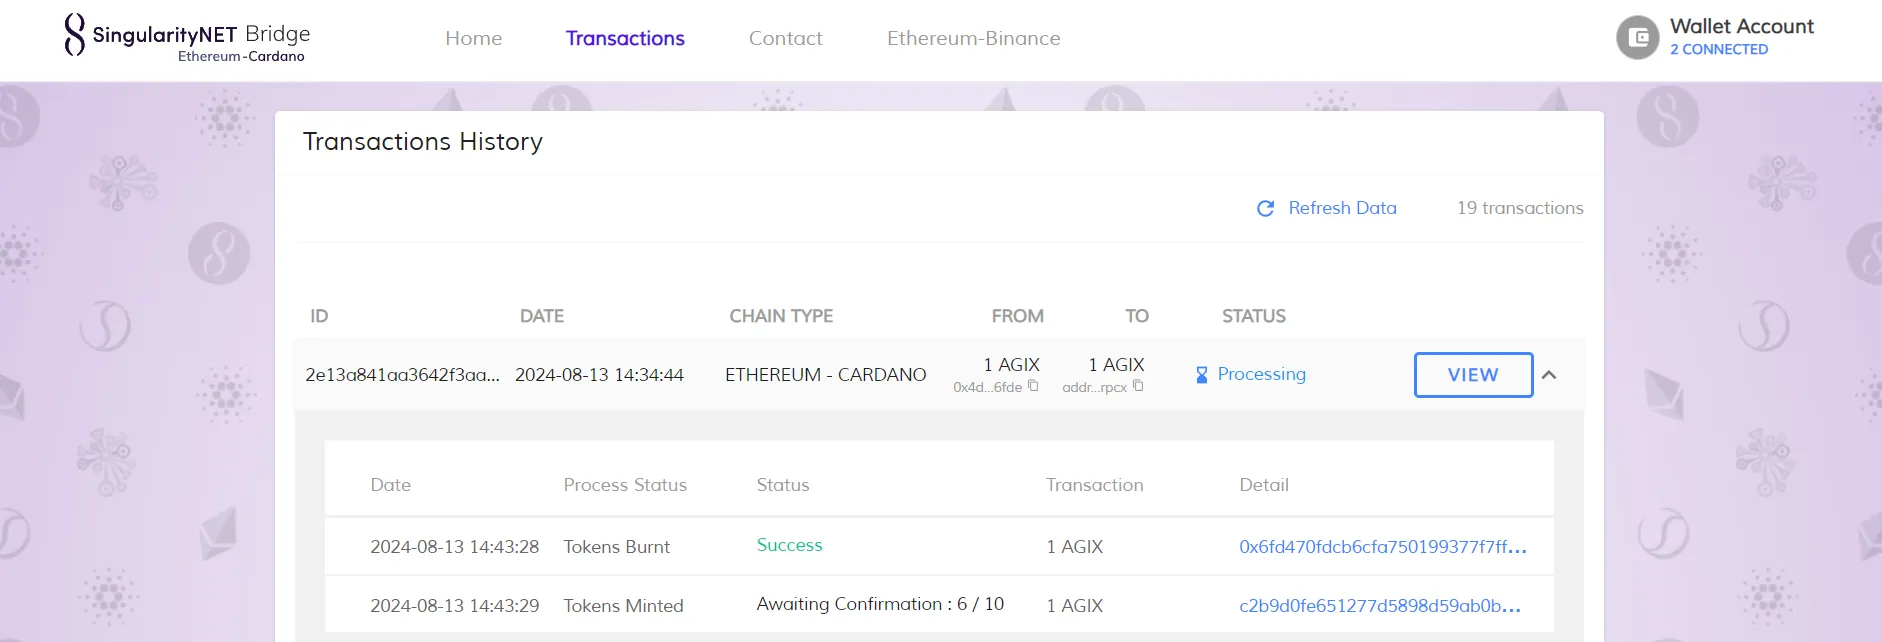 SingularityNET Bridge
Ethereum-Cardano
Home
Transactions
Contact
Ethereum-Binance
Wallet Account
2 CONNECTED
Transactions History
Refresh Data
19 transactions
ID DATE CHAIN TYPE FROM TO STATUS
2e13a841aa3642f3aa... 2024-08-13 14:34:44 ETHEREUM - CARDANO 1 AGIX 1 AGIX Processing VIEW
0x4d...6fde addr...rpcx
Date Process Status Status Transaction Detail
2024-08-13 14:43:28 Tokens Burnt Success 1 AGIX 0x6fd470fdcb6cfa750199377f7ff...
2024-08-13 14:43:29 Tokens Minted Awaiting Confirmation : 6 / 10 1 AGIX c2b9d0fe651277d5898d59ab0b...